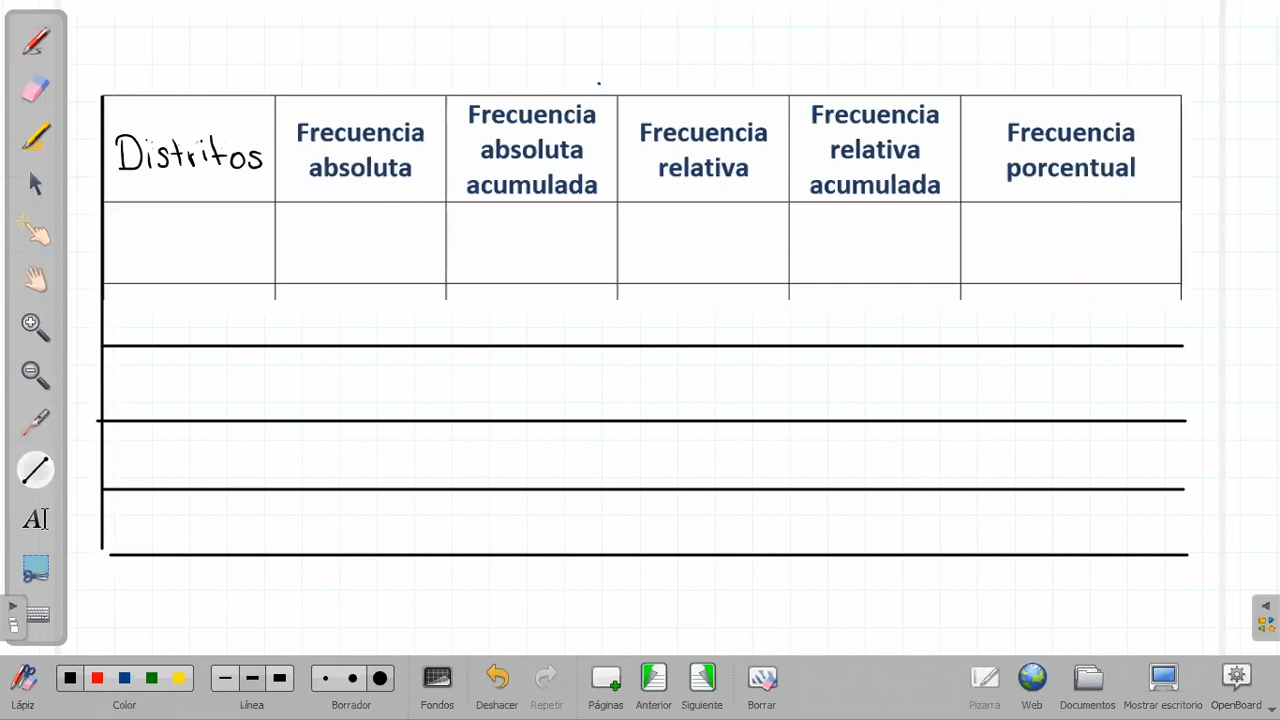 Distritos
Frecuencia
absoluta
Frecuencia
absoluta
acumulada
Frecuencia
relativa
Frecuencia
relativa
acumulada
Frecuencia
porcentual
AI
Lápiz
Color
Línea
Borrador
Fondos
Deshacer
Repetir
Páginas
Anterior
Siguiente
Borrar
Pizarra
Web
Documentos
Mostrar escritorio
OpenBoard